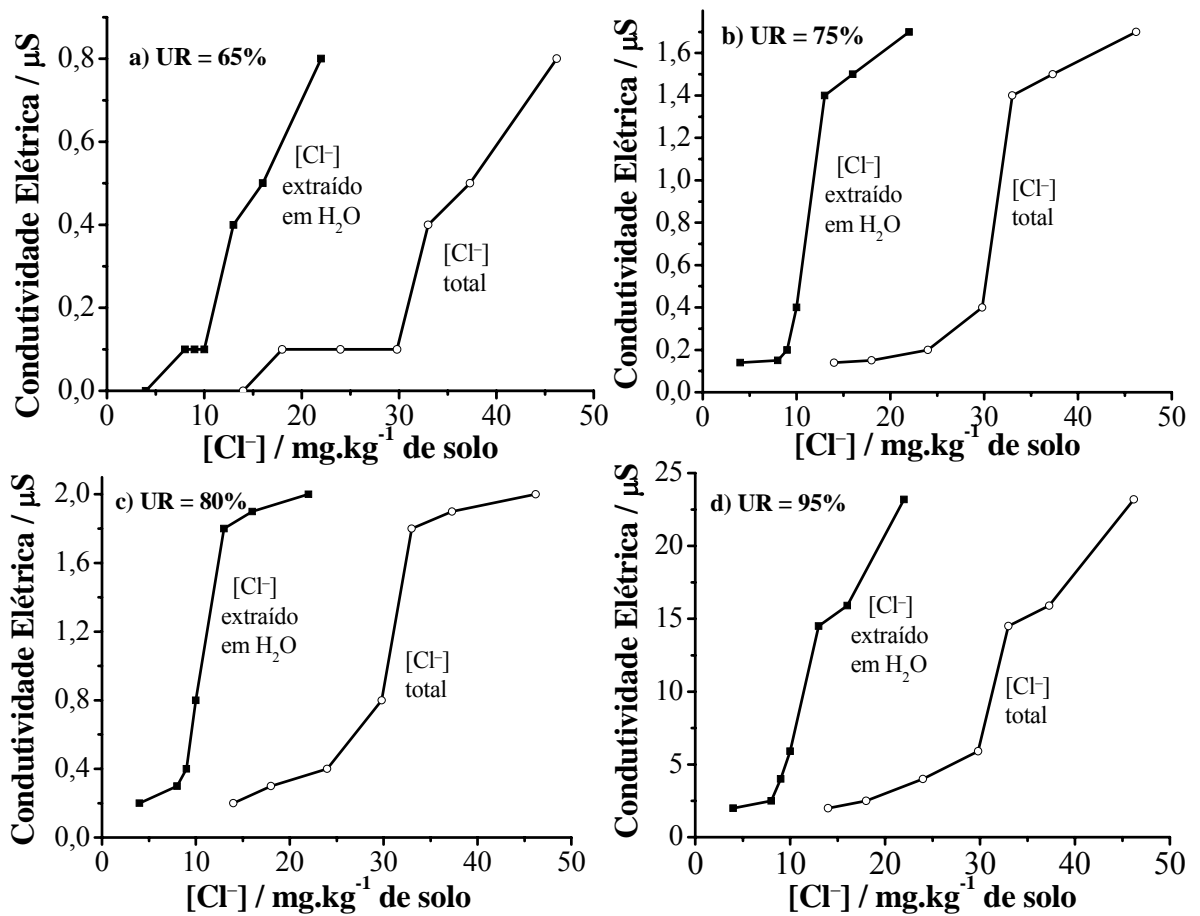 Condutividade Elétrica / µS
0,8
0,6
0,4
0,2
0,0
a) UR = 65%
[Cl⁻]
extraído
em H₂O
[Cl⁻]
total
0 10 20 30 40 50
[Cl⁻] / mg.kg⁻¹ de solo
Condutividade Elétrica / µS
1,6
1,4
1,2
1,0
0,8
0,6
0,4
0,2
0,0
b) UR = 75%
[Cl⁻]
extraído
em H₂O
[Cl⁻]
total
0 10 20 30 40 50
[Cl⁻] / mg.kg⁻¹ de solo
Condutividade Elétrica / µS
2,0
1,6
1,2
0,8
0,4
0,0
c) UR = 80%
[Cl⁻]
extraído
em H₂O
[Cl⁻]
total
0 10 20 30 40 50
[Cl⁻] / mg.kg⁻¹ de solo
Condutividade Elétrica / µS
25
20
15
10
5
0
d) UR = 95%
[Cl⁻]
extraído
em H₂O
[Cl⁻]
total
0 10 20 30 40 50
[Cl⁻] / mg.kg⁻¹ de solo